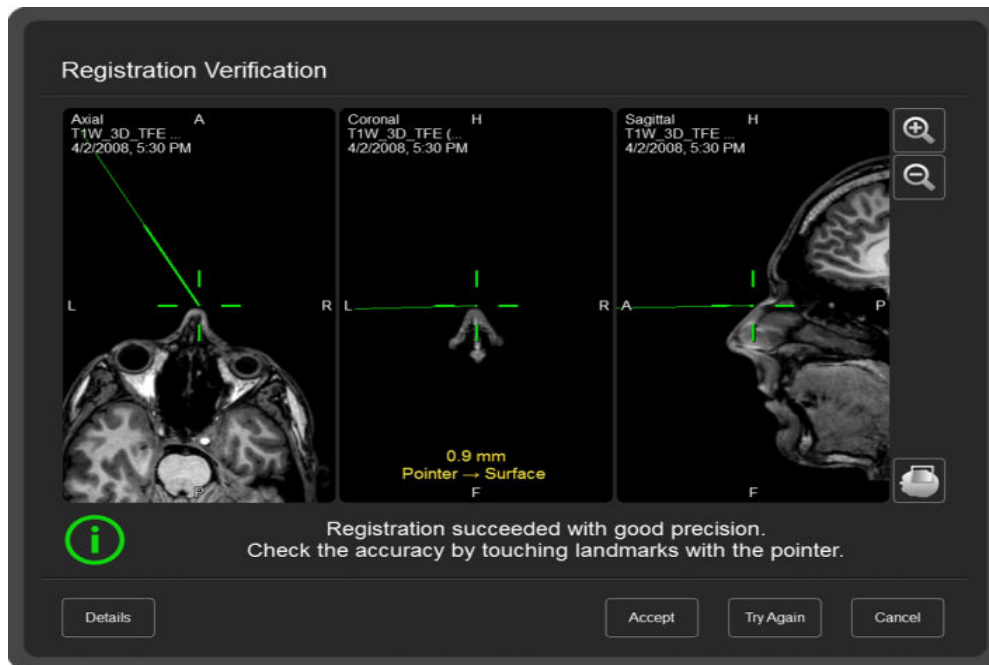 Registration Verification
Axial
A
T1W_3D_TFE ...
4/2/2008, 5:30 PM
L
R
P
Coronal
H
T1W_3D_TFE (...
4/2/2008, 5:30 PM
L
R
0.9 mm
Pointer → Surface
F
Sagittal
H
T1W_3D_TFE ...
4/2/2008, 5:30 PM
A
P
F
i
Registration succeeded with good precision.
Check the accuracy by touching landmarks with the pointer.
Details
Accept
Try Again
Cancel